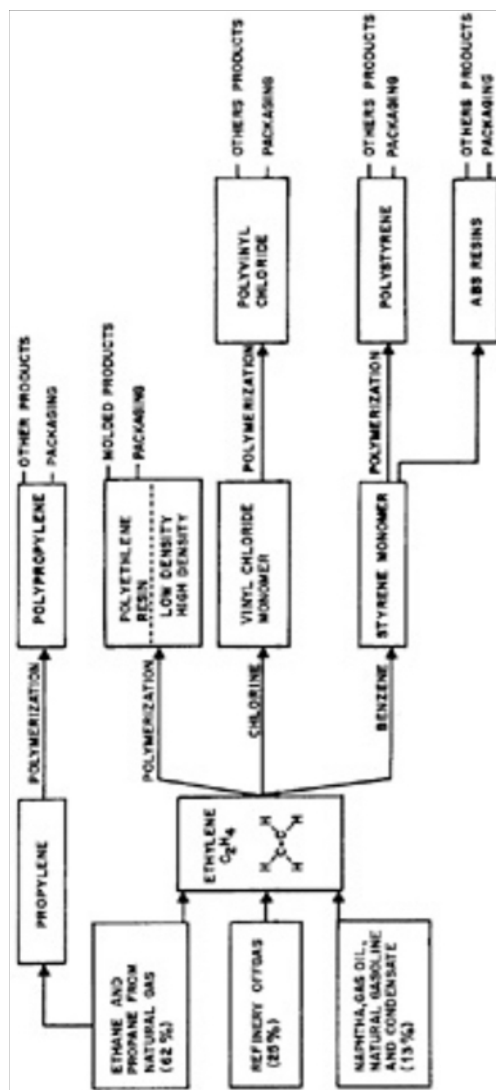 PROPYLENE
POLYMERIZATION
POLYPROPYLENE
OTHER PRODUCTS
PACKAGING
ETHANE AND
PROPANE FROM
NATURAL GAS
(62%)
REFINERY OFFGAS
(25%)
NAPHTHA, GAS OIL,
NATURAL GASOLINE
AND CONDENSATE
(13%)
ETHYLENE
C2H4
H H
C=C
H H
POLYMERIZATION
POLYETNLENE
RESIN
LOW DENSITY
HIGH DENSITY
MOLDED PRODUCTS
PACKAGING
CHLORINE
VINYL CHLORIDE
MONOMER
POLYMERIZATION
POLYVINYL
CHLORIDE
OTHERS PRODUCTS
PACKAGING
BENZENE
STYRENE MONOMER
POLYMERIZATION
POLYSTYRENE
OTHERS PRODUCTS
PACKAGING
ABS RESINS
OTHERS PRODUCTS
PACKAGING